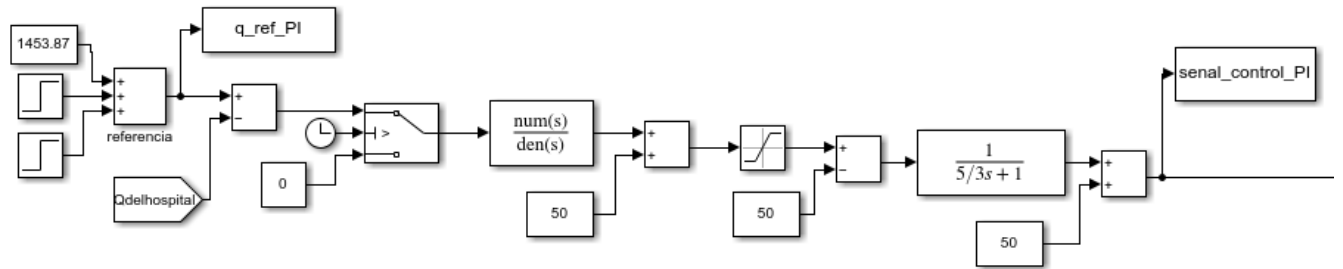 q_ref_PI
1453.87
+
+
+
referencia
+
−
>
0
Qdelhospital
num(s)
den(s)
+
+
50
+
−
50
1
5/3s + 1
+
+
50
senal_control_PI